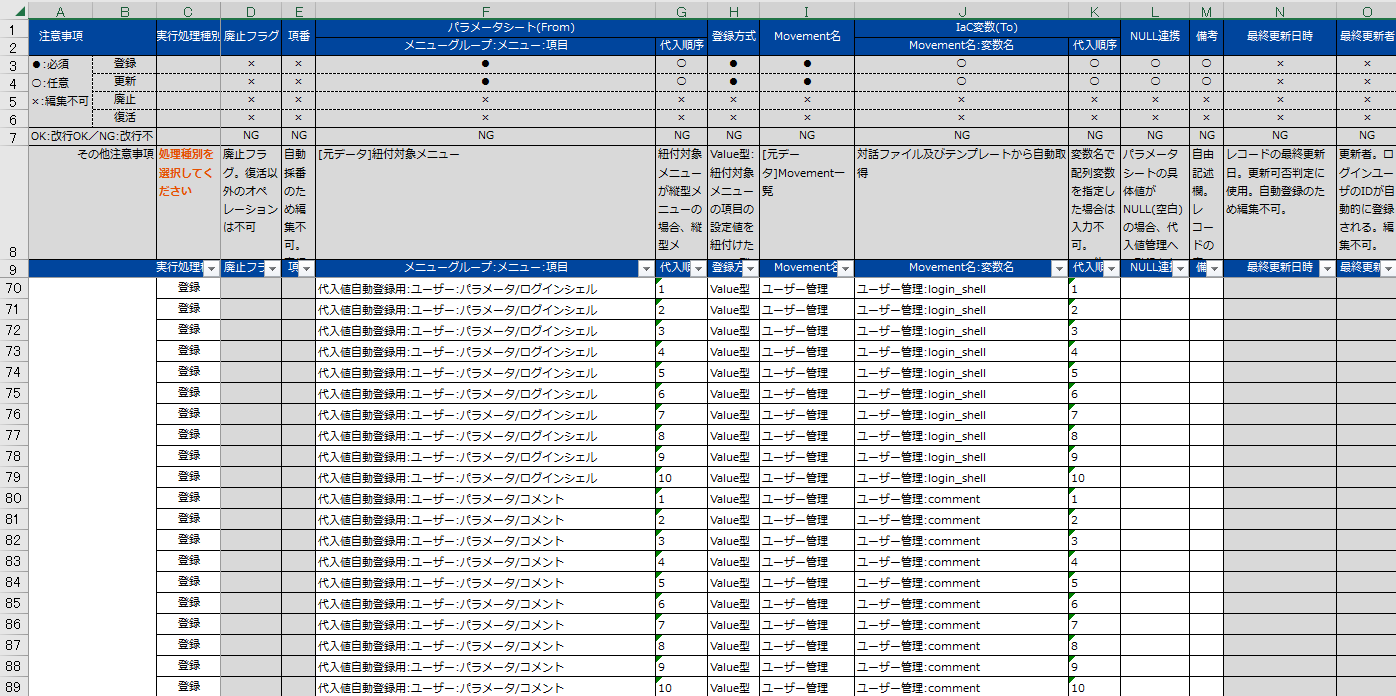 A B C D E F G H I J K L M N O
1 注意事項 実行処理種別 廃止フラグ 項番 パラメータシート(From) 登録方式 Movement名 IaC変数(To) NULL連携 備考 最終更新日時 最終更新者
2 メニューグループ:メニュー:項目 代入順序 Movement名:変数名 代入順序
3 ●:必須 登録 × × ● ○ ● ● ○ ○ ○ ○ × ×
4 ○:任意 更新 × × ● ○ ● ● ○ ○ ○ ○ × ×
5 ×:編集不可 廃止 × × × × × × × × × × × ×
6 復活 × × × × × × × × × × × ×
7 OK:改行OK/NG:改行不 NG NG NG NG NG NG NG NG NG NG NG NG
8 その他注意事項
処理種別を
選択してく
ださい
廃止フラ
グ。復活以
外のオペ
レーション
は不可
自動
採番
のた
め編
集不
可。
[元データ]紐付対象メニュー
紐付対象
メニュー
が縦型メ
ニューの
場合、縦
型メ
Value型:
紐付対象
メニュー
の項目の
設定値を
紐付けた
[元デー
タ]Movement一
覧
対話ファイル及びテンプレートから自動取
得
変数名で
配列変数
を指定し
た場合は
入力不
可。
パラメータ
シートの具
体値が
NULL(空白)
の場合、代
入値管理へ
自由
記述
欄。
レ
コー
ドの
レコードの最終更新
日。更新可否判定に
使用。自動登録のた
め編集不可。
更新者。ロ
グインユー
ザのIDが自
動的に登録
される。編
集不可。
9 実行処理種 廃止フラ 項 メニューグループ:メニュー:項目 代入順 登録方 Movement名 Movement名:変数名 代入順 NULL連携 備 最終更新日時 最終更新
70 登録 代入値自動登録用:ユーザー:パラメータ/ログインシェル 1 Value型 ユーザー管理 ユーザー管理:login_shell 1
71 登録 代入値自動登録用:ユーザー:パラメータ/ログインシェル 2 Value型 ユーザー管理 ユーザー管理:login_shell 2
72 登録 代入値自動登録用:ユーザー:パラメータ/ログインシェル 3 Value型 ユーザー管理 ユーザー管理:login_shell 3
73 登録 代入値自動登録用:ユーザー:パラメータ/ログインシェル 4 Value型 ユーザー管理 ユーザー管理:login_shell 4
74 登録 代入値自動登録用:ユーザー:パラメータ/ログインシェル 5 Value型 ユーザー管理 ユーザー管理:login_shell 5
75 登録 代入値自動登録用:ユーザー:パラメータ/ログインシェル 6 Value型 ユーザー管理 ユーザー管理:login_shell 6
76 登録 代入値自動登録用:ユーザー:パラメータ/ログインシェル 7 Value型 ユーザー管理 ユーザー管理:login_shell 7
77 登録 代入値自動登録用:ユーザー:パラメータ/ログインシェル 8 Value型 ユーザー管理 ユーザー管理:login_shell 8
78 登録 代入値自動登録用:ユーザー:パラメータ/ログインシェル 9 Value型 ユーザー管理 ユーザー管理:login_shell 9
79 登録 代入値自動登録用:ユーザー:パラメータ/ログインシェル 10 Value型 ユーザー管理 ユーザー管理:login_shell 10
80 登録 代入値自動登録用:ユーザー:パラメータ/コメント 1 Value型 ユーザー管理 ユーザー管理:comment 1
81 登録 代入値自動登録用:ユーザー:パラメータ/コメント 2 Value型 ユーザー管理 ユーザー管理:comment 2
82 登録 代入値自動登録用:ユーザー:パラメータ/コメント 3 Value型 ユーザー管理 ユーザー管理:comment 3
83 登録 代入値自動登録用:ユーザー:パラメータ/コメント 4 Value型 ユーザー管理 ユーザー管理:comment 4
84 登録 代入値自動登録用:ユーザー:パラメータ/コメント 5 Value型 ユーザー管理 ユーザー管理:comment 5
85 登録 代入値自動登録用:ユーザー:パラメータ/コメント 6 Value型 ユーザー管理 ユーザー管理:comment 6
86 登録 代入値自動登録用:ユーザー:パラメータ/コメント 7 Value型 ユーザー管理 ユーザー管理:comment 7
87 登録 代入値自動登録用:ユーザー:パラメータ/コメント 8 Value型 ユーザー管理 ユーザー管理:comment 8
88 登録 代入値自動登録用:ユーザー:パラメータ/コメント 9 Value型 ユーザー管理 ユーザー管理:comment 9
89 登録 代入値自動登録用:ユーザー:パラメータ/コメント 10 Value型 ユーザー管理 ユーザー管理:comment 10